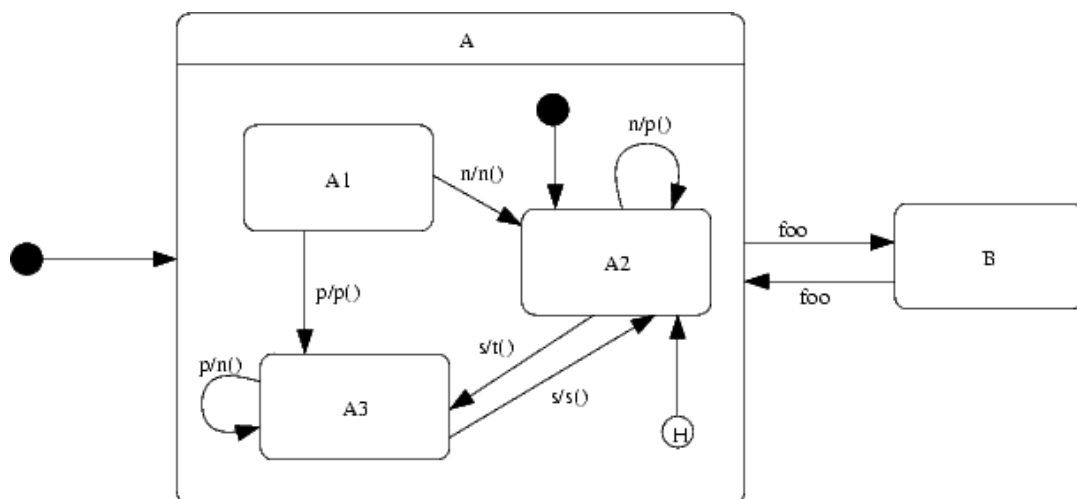 A
n/p()
A1
n/n()
foo
A2
B
foo
p/p()
s/t()
p/n()
s/s()
A3
H